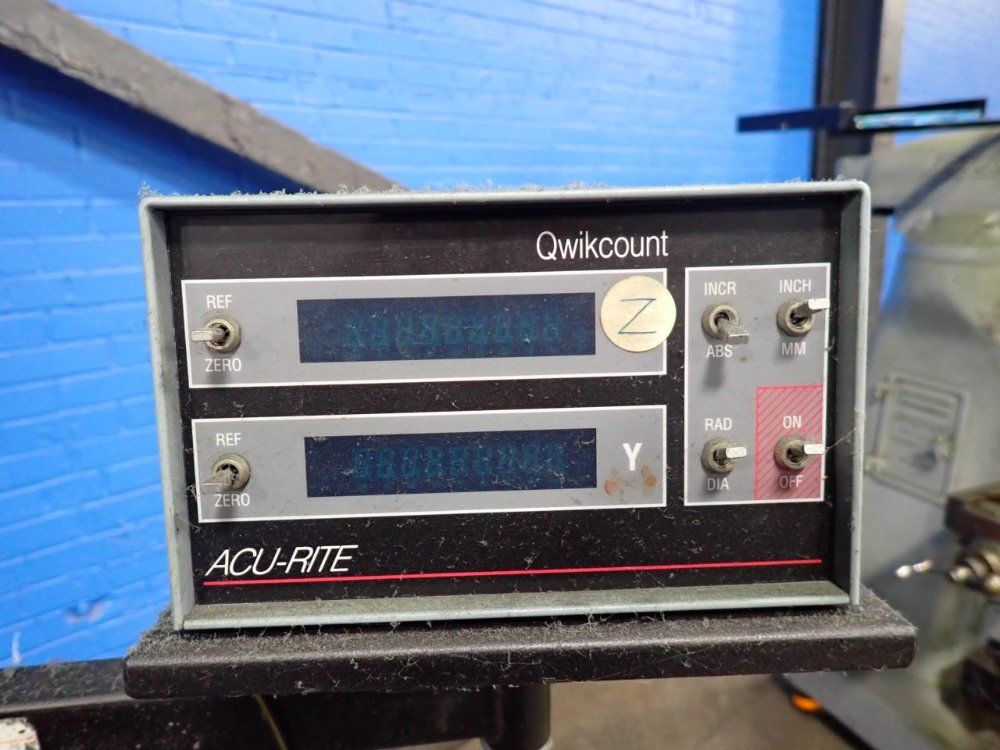 Qwikcount
REF
ZERO
Z
INCR
INCH
ABS
MM
REF
ZERO
Y
RAD
ON
DIA
OFF
ACU-RITE